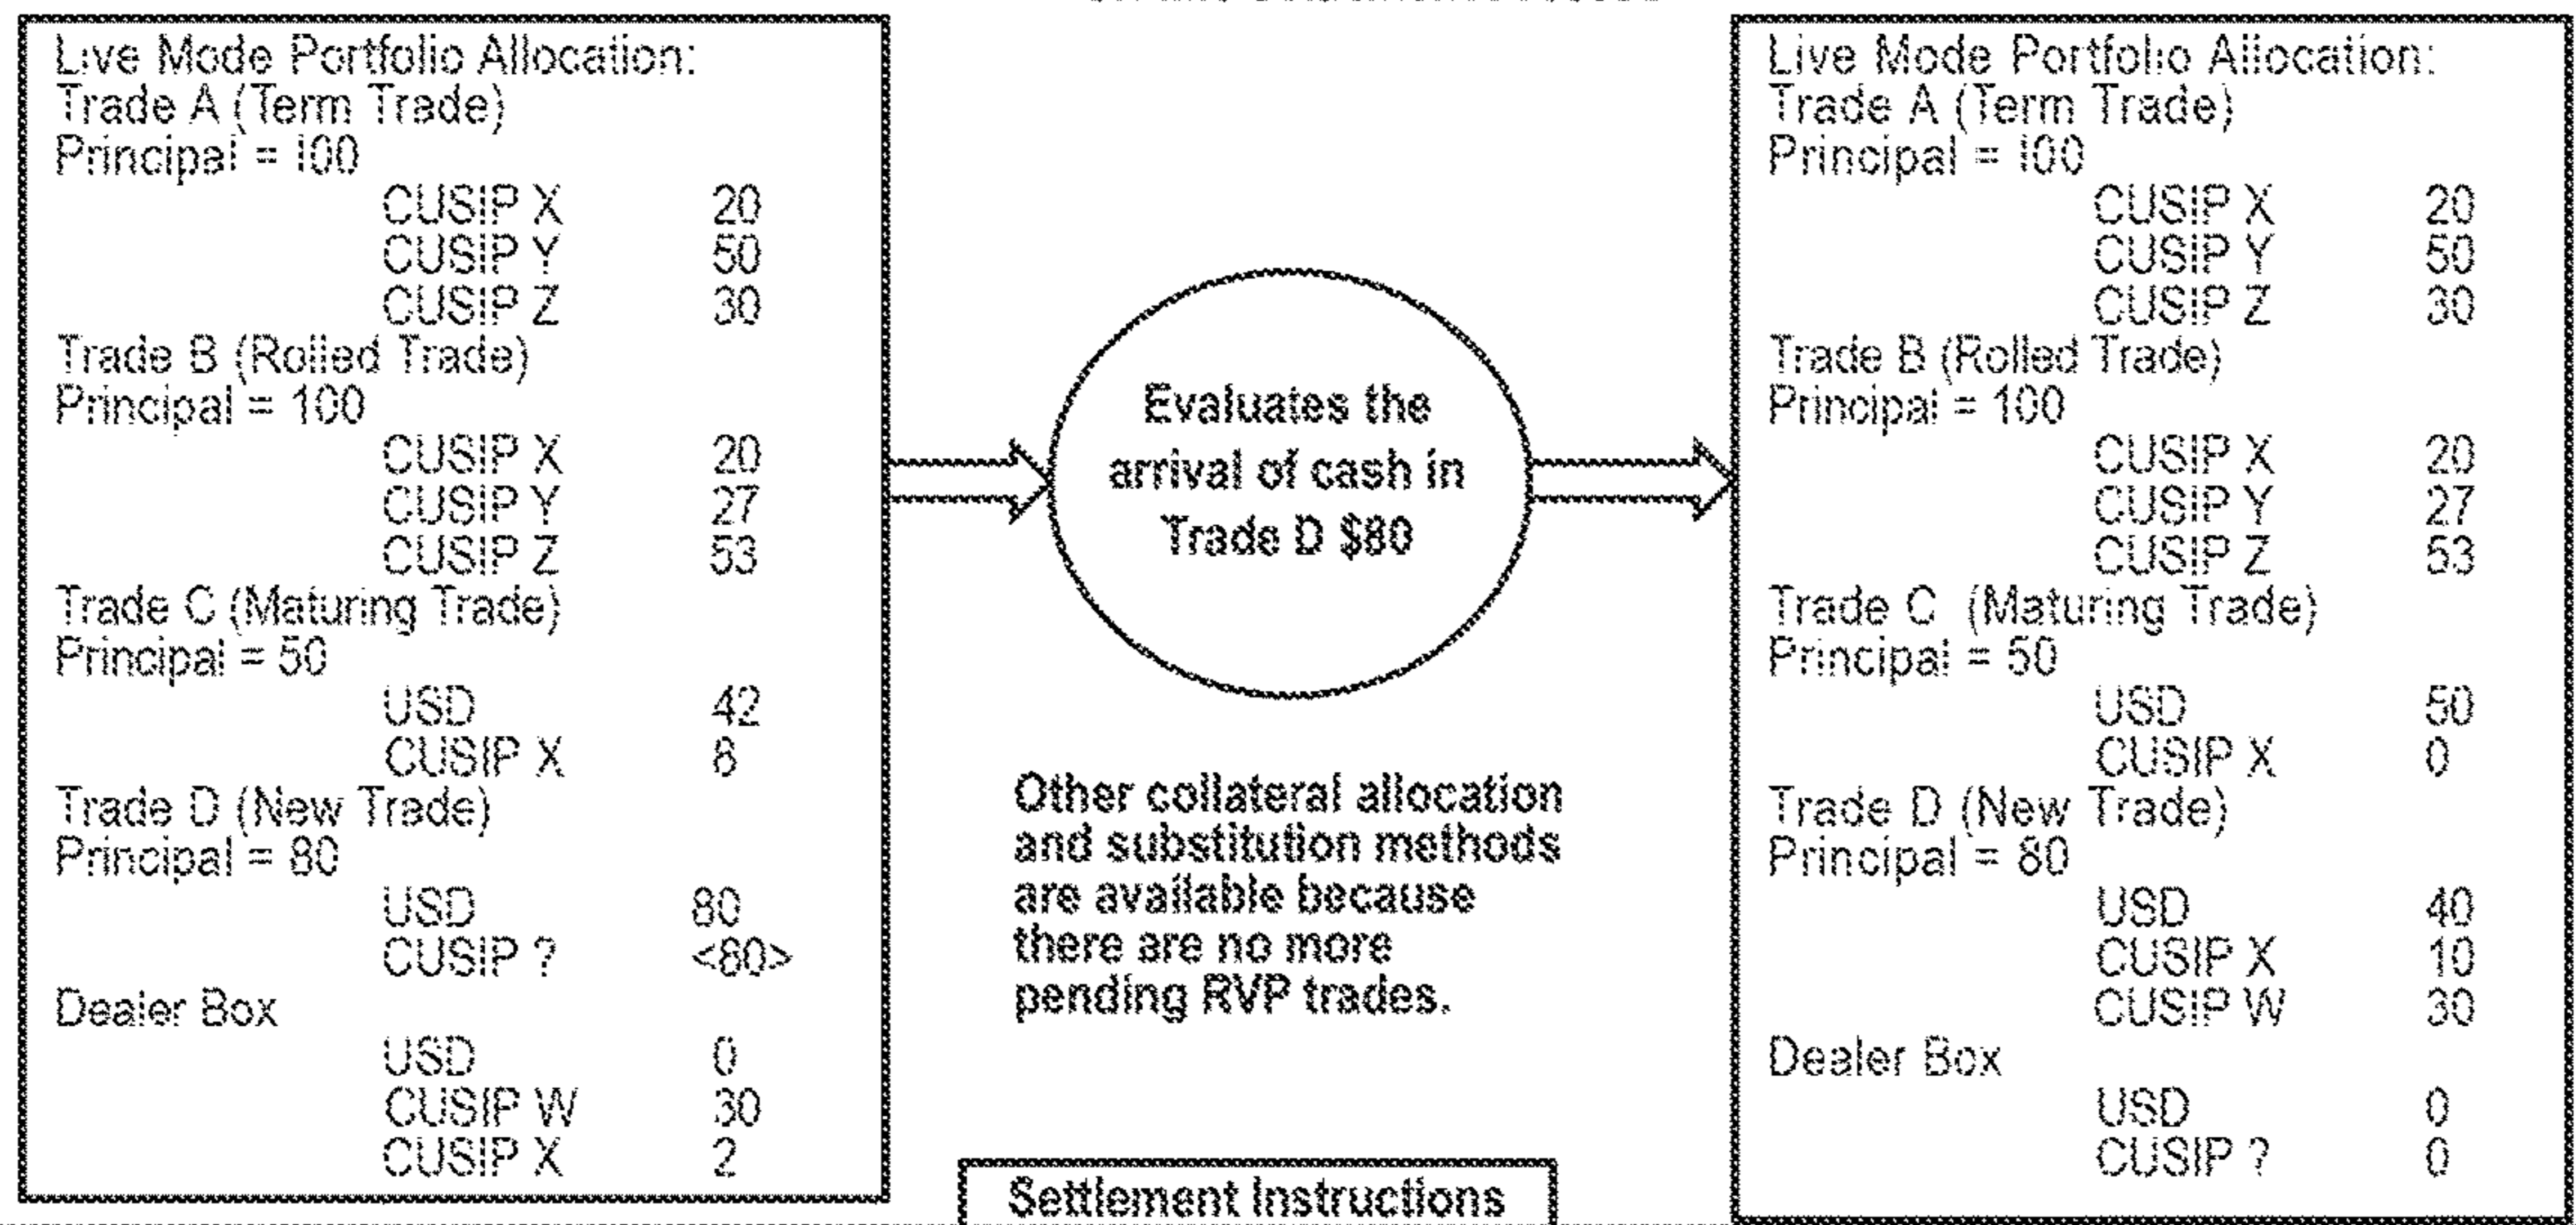 Live Mode Portfolio Allocation:
Trade A (Term Trade)
Principal = 100
CUSIP X 20
CUSIP Y 50
CUSIP Z 30
Trade B (Rolled Trade)
Principal = 100
CUSIP X 20
CUSIP Y 27
CUSIP Z 53
Trade C (Maturing Trade)
Principal = 50
USD 42
CUSIP X 8
Trade D (New Trade)
Principal = 80
USD 80
CUSIP ? <80>
Dealer Box
USD 0
CUSIP W 30
CUSIP X 2
Evaluates the
arrival of cash in
Trade D $80
Other collateral allocation
and substitution methods
are available because
there are no more
pending RVP trades.
Settlement Instructions
Live Mode Portfolio Allocation:
Trade A (Term Trade)
Principal = 100
CUSIP X 20
CUSIP Y 50
CUSIP Z 30
Trade B (Rolled Trade)
Principal = 100
CUSIP X 20
CUSIP Y 27
CUSIP Z 53
Trade C (Maturing Trade)
Principal = 50
USD 50
CUSIP X 0
Trade D (New Trade)
Principal = 80
USD 40
CUSIP X 10
CUSIP W 30
Dealer Box
USD 0
CUSIP ? 0